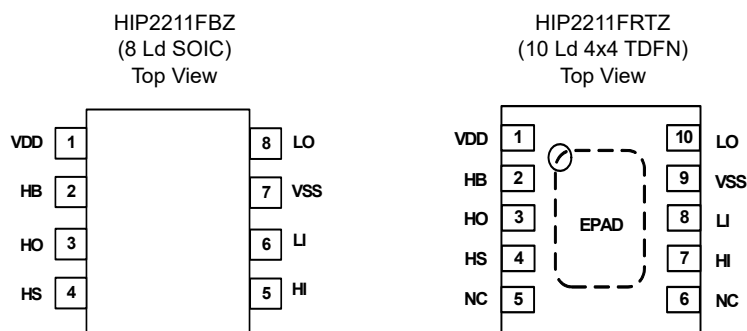 HIP2211FBZ
(8 Ld SOIC)
Top View
VDD 1 8 LO
HB 2 7 VSS
HO 3 6 LI
HS 4 5 HI
HIP2211FRTZ
(10 Ld 4x4 TDFN)
Top View
VDD 1 10 LO
HB 2 9 VSS
HO 3 EPAD 8 LI
HS 4 7 HI
NC 5 6 NC